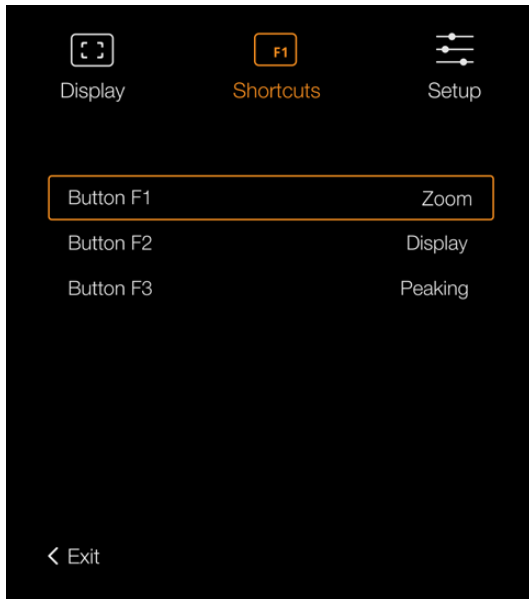 F1
Display Shortcuts Setup
Button F1 Zoom
Button F2 Display
Button F3 Peaking
Exit